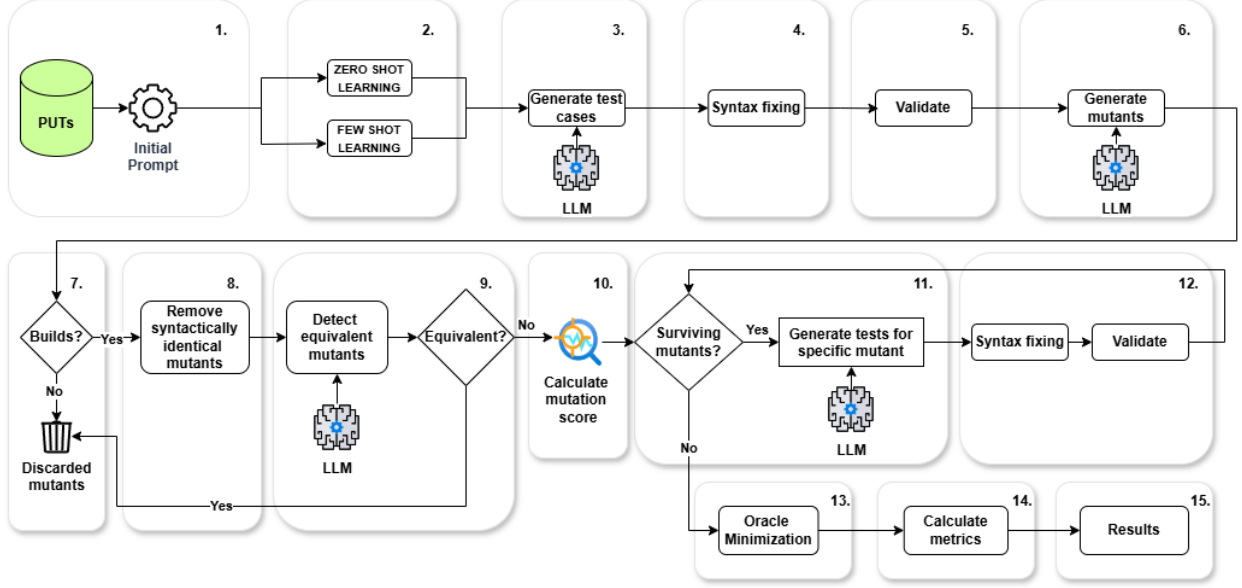 1.
2.
3.
4.
5.
6.
PUTs
Initial
Prompt
ZERO SHOT
LEARNING
FEW SHOT
LEARNING
Generate test
cases
LLM
Syntax fixing
Validate
Generate
mutants
LLM
7.
8.
9.
10.
11.
12.
Builds?
Yes
No
Discarded
mutants
Remove
syntactically
identical
mutants
Detect
equivalent
mutants
LLM
Equivalent?
No
Yes
Calculate
mutation
score
Surviving
mutants?
Yes
No
Generate tests for
specific mutant
LLM
Syntax fixing
Validate
13.
14.
15.
Oracle
Minimization
Calculate
metrics
Results